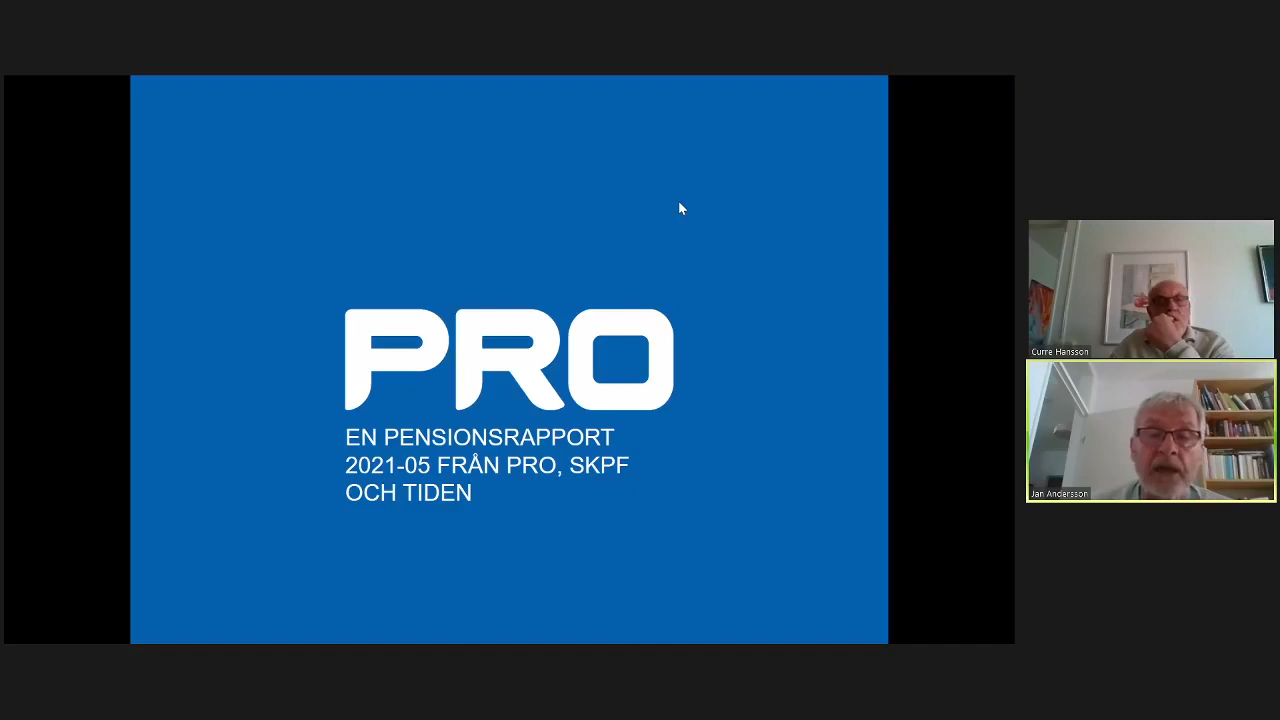 PRO
EN PENSIONSRAPPORT
2021-05 FRÅN PRO, SKPF
OCH TIDEN
Curre Hansson
Jan Andersson